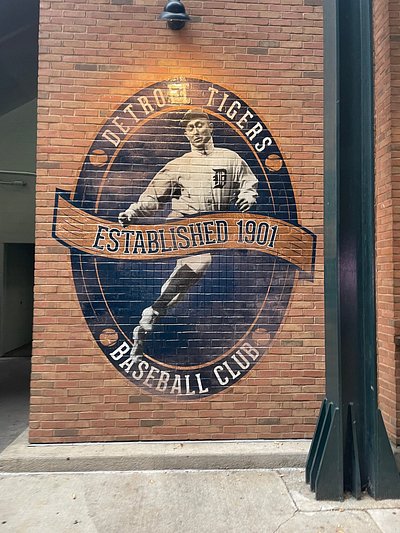 DETROIT TIGERS
D
ESTABLISHED 1901
BASEBALL CLUB